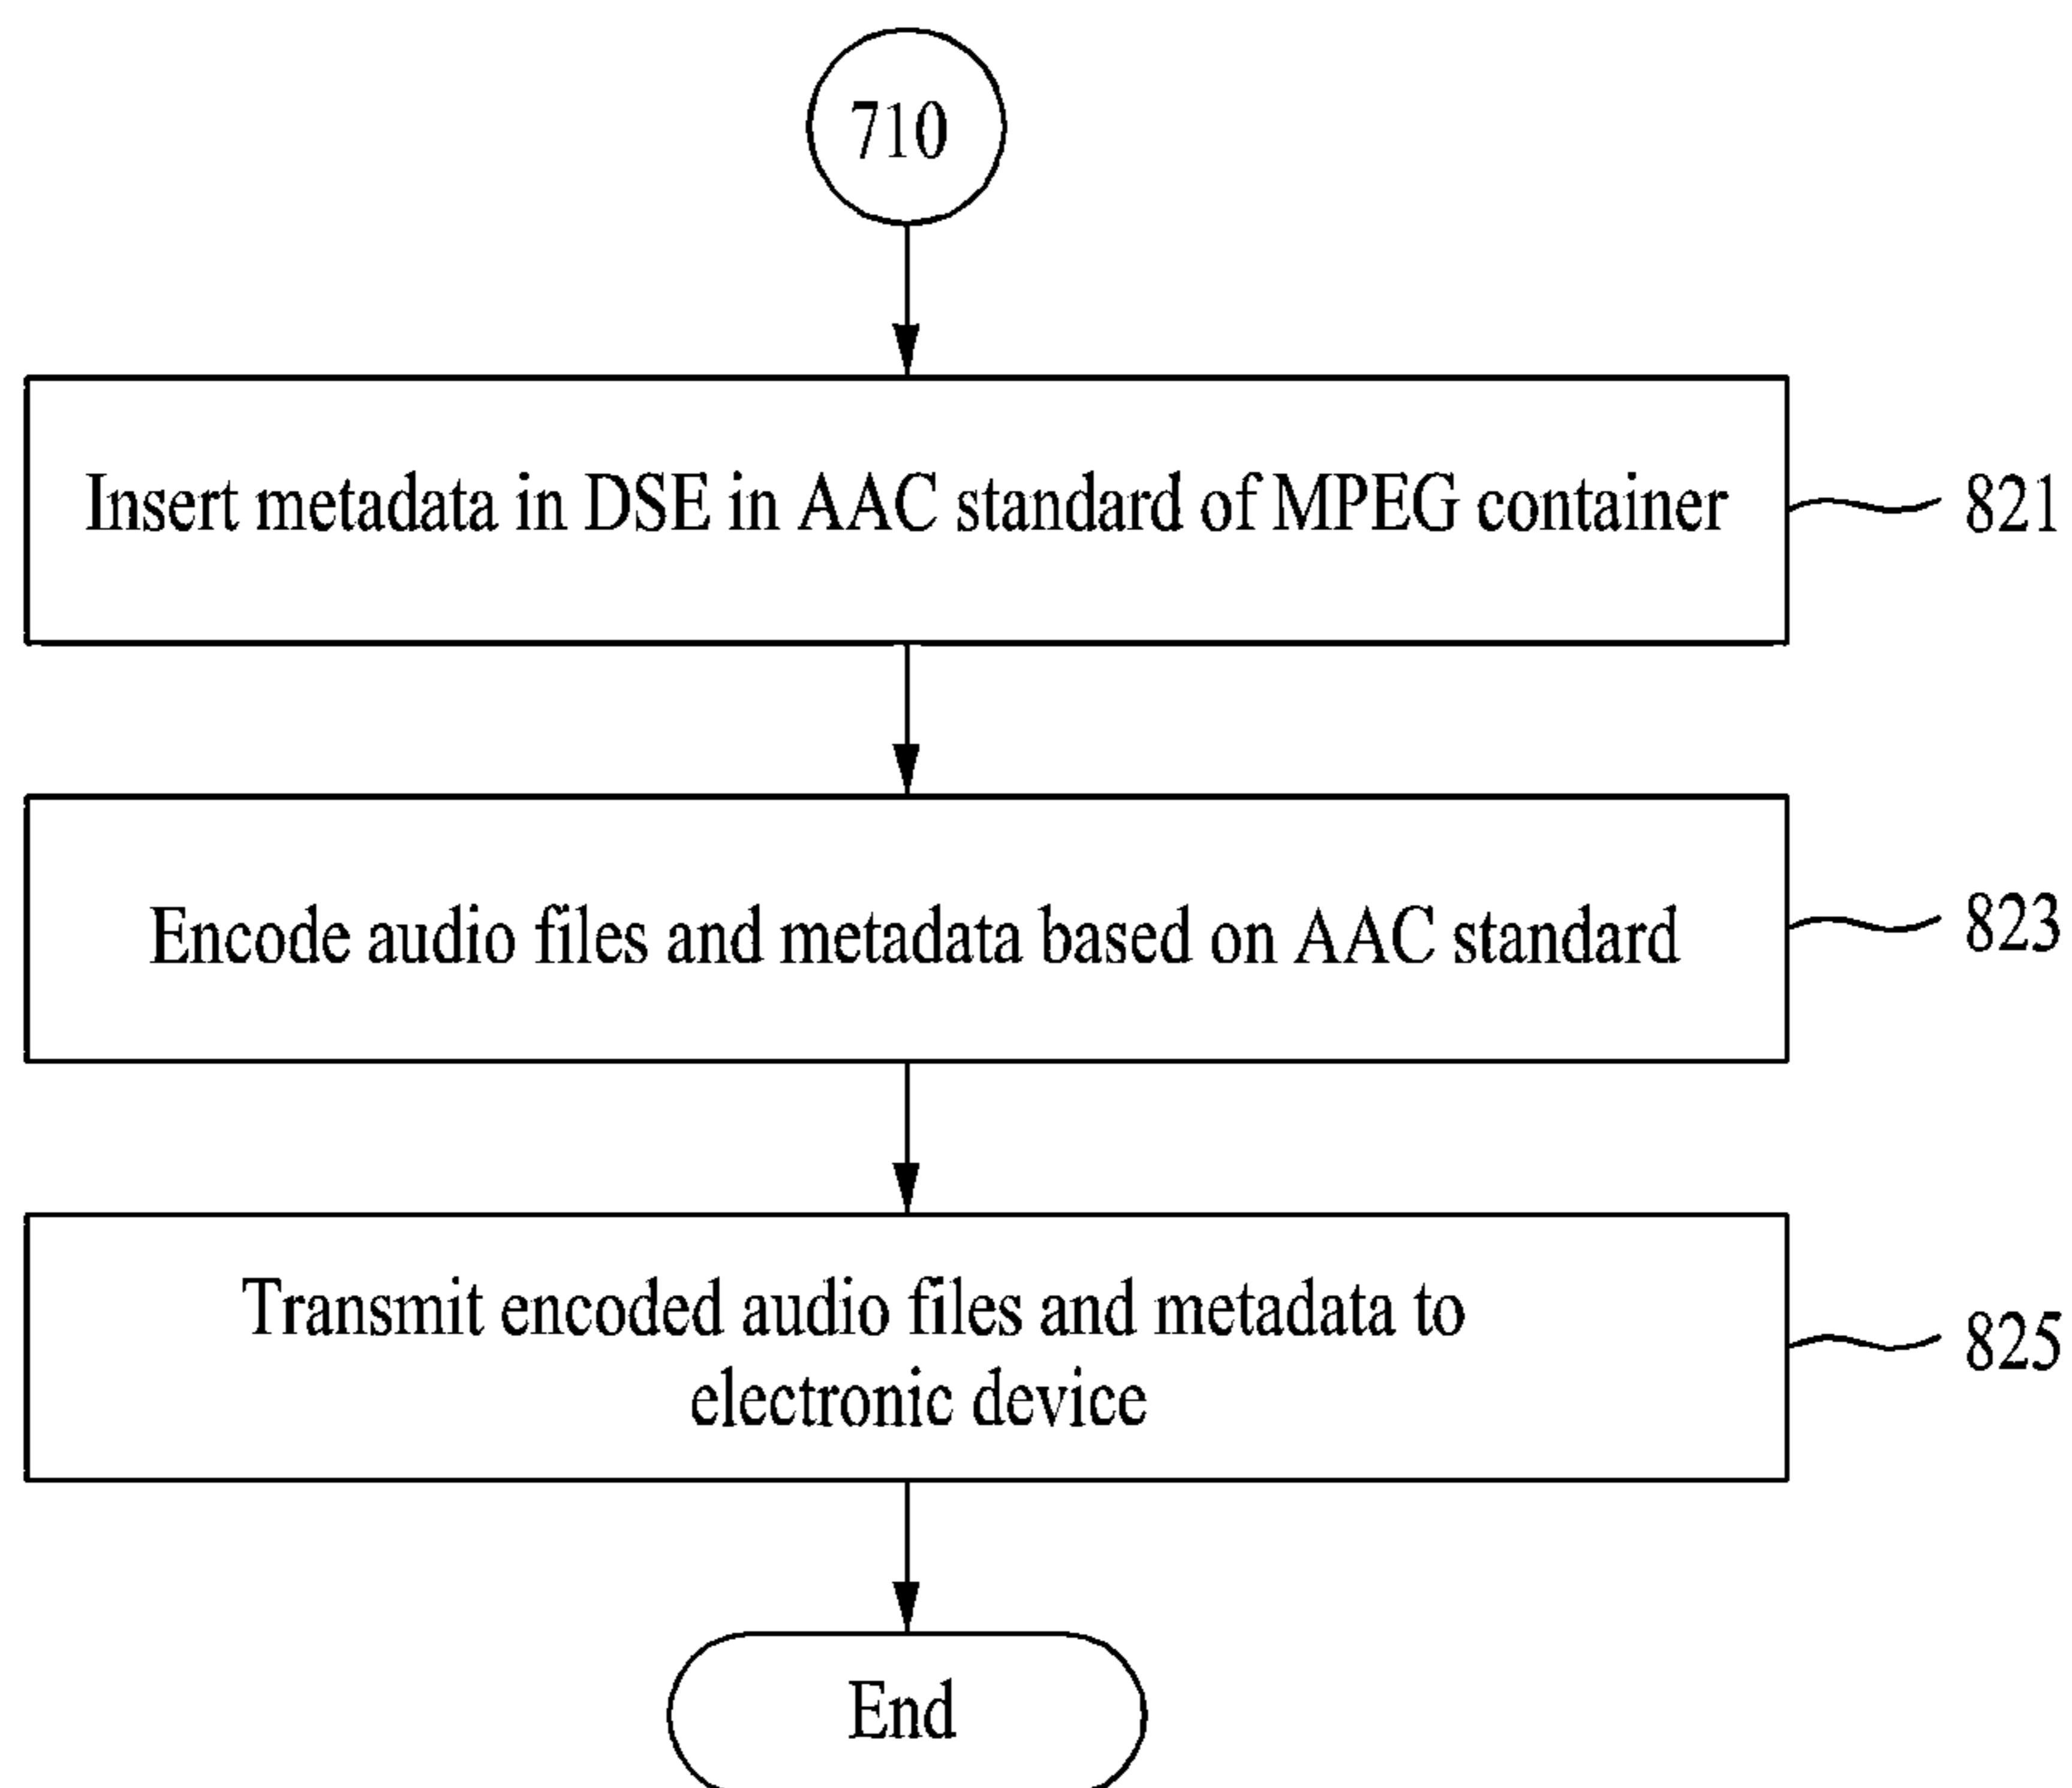 710
Insert metadata in DSE in AAC standard of MPEG container
821
Encode audio files and metadata based on AAC standard
823
Transmit encoded audio files and metadata to
electronic device
825
End